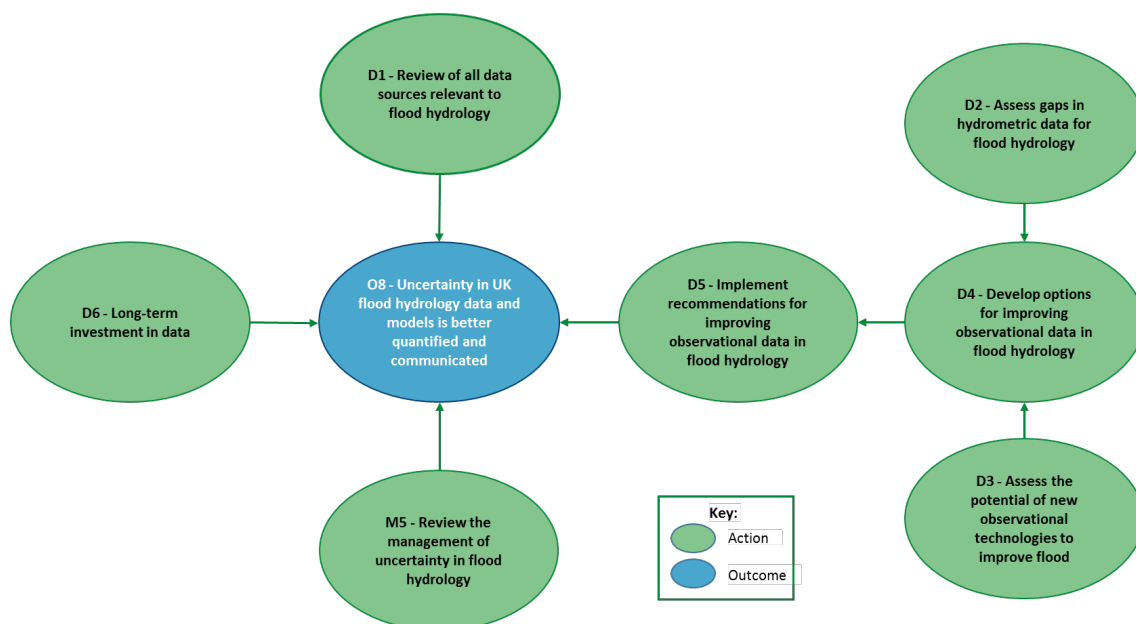 D1 - Review of all data
sources relevant to
flood hydrology
D2 - Assess gaps in
hydrometric data for
flood hydrology
D6 - Long-term
investment in data
O8 - Uncertainty in UK
flood hydrology data and
models is better
quantified and
communicated
D5 - Implement
recommendations for
improving
observational data in
flood hydrology
D4 - Develop options
for improving
observational data in
flood hydrology
M5 - Review the
management of
uncertainty in flood
hydrology
D3 - Assess the
potential of new
observational
technologies to
improve flood
Key:
Action
Outcome